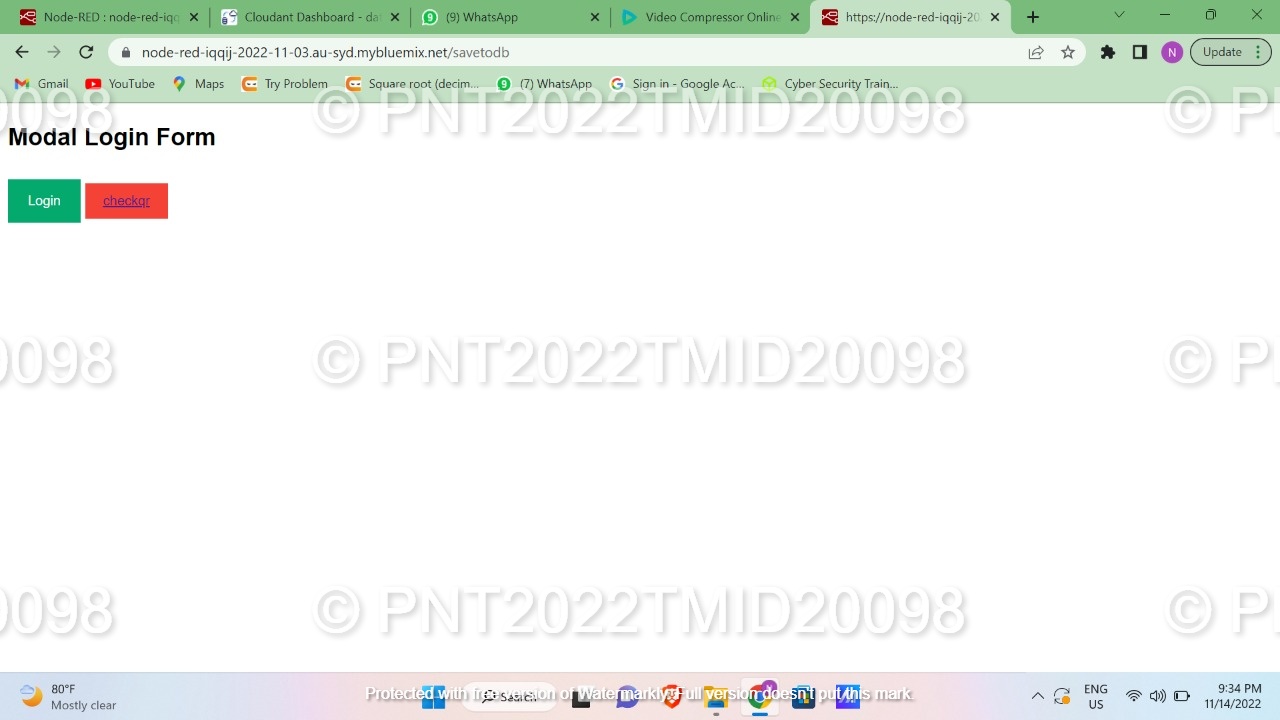 Node-RED : node-red-iqq
Cloudant Dashboard - da
(9) WhatsApp
Video Compressor Online
https://node-red-iqqij-20
node-red-iqqij-2022-11-03.au-syd.mybluemix.net/savetodb
N
Update
Gmail
YouTube
Maps
Try Problem
Square root (decim...
(7) WhatsApp
Sign in - Google Ac...
Cyber Security Train...
0098 © PNT2022TMID20098 © P
Modal Login Form
Login
checkqr
0098 © PNT2022TMID20098 © P
0098 © PNT2022TMID20098 © P
80°F
Mostly clear
Search
Protected with free version of Watermarkly. Full version doesn't put this mark.
ENG
US
9:34 PM
11/14/2022